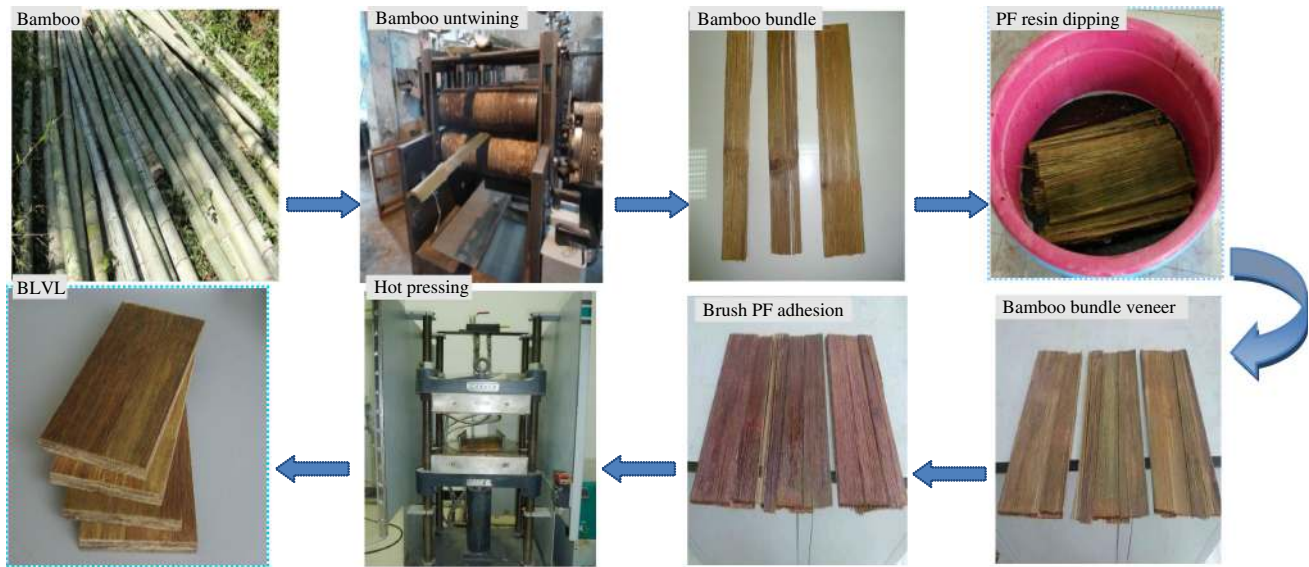 Bamboo
Bamboo untwining
Bamboo bundle
PF resin dipping
Bamboo bundle veneer
Brush PF adhesion
Hot pressing
BLVL